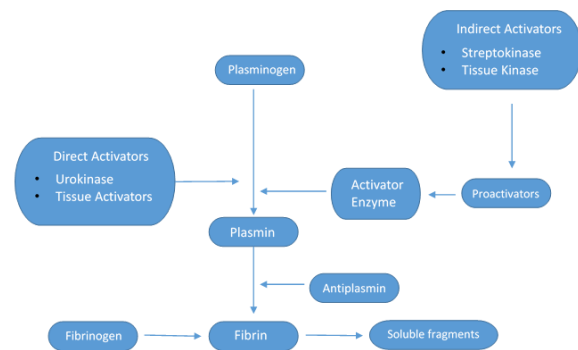 Indirect Activators
• Streptokinase
• Tissue Kinase
Plasminogen
Direct Activators
• Urokinase
• Tissue Activators
Activator
Enzyme
Proactivators
Plasmin
Antiplasmin
Fibrinogen
Fibrin
Soluble fragments